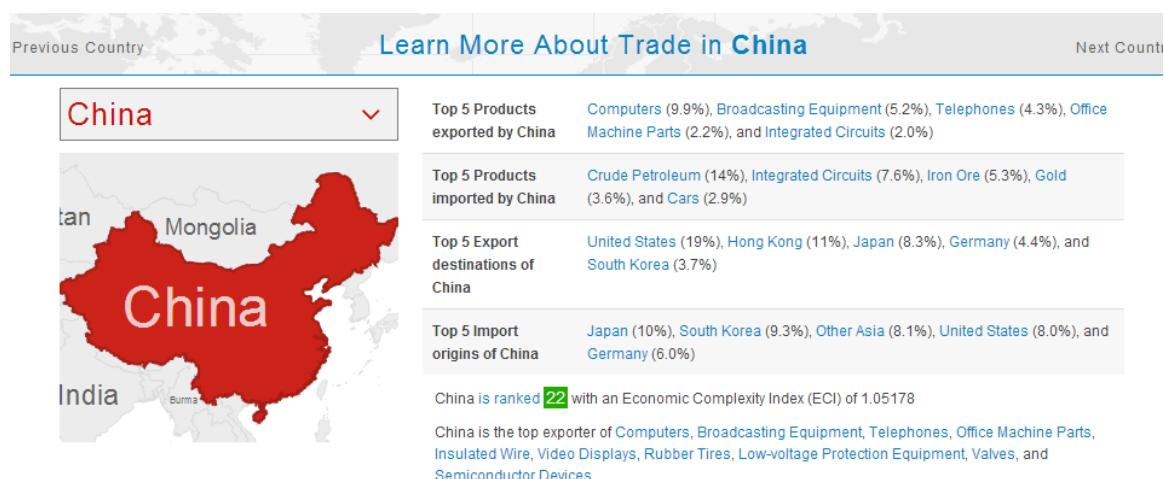 Previous Country
Learn More About Trade in China
Next Countr
China
tan
Mongolia
China
India
Burma
Top 5 Products
exported by China
Computers (9.9%), Broadcasting Equipment (5.2%), Telephones (4.3%), Office
Machine Parts (2.2%), and Integrated Circuits (2.0%)
Top 5 Products
imported by China
Crude Petroleum (14%), Integrated Circuits (7.6%), Iron Ore (5.3%), Gold
(3.6%), and Cars (2.9%)
Top 5 Export
destinations of
China
United States (19%), Hong Kong (11%), Japan (8.3%), Germany (4.4%), and
South Korea (3.7%)
Top 5 Import
origins of China
Japan (10%), South Korea (9.3%), Other Asia (8.1%), United States (8.0%), and
Germany (6.0%)
China is ranked 22 with an Economic Complexity Index (ECI) of 1.05178
China is the top exporter of Computers, Broadcasting Equipment, Telephones, Office Machine Parts,
Insulated Wire, Video Displays, Rubber Tires, Low-voltage Protection Equipment, Valves, and
Semiconductor Devices